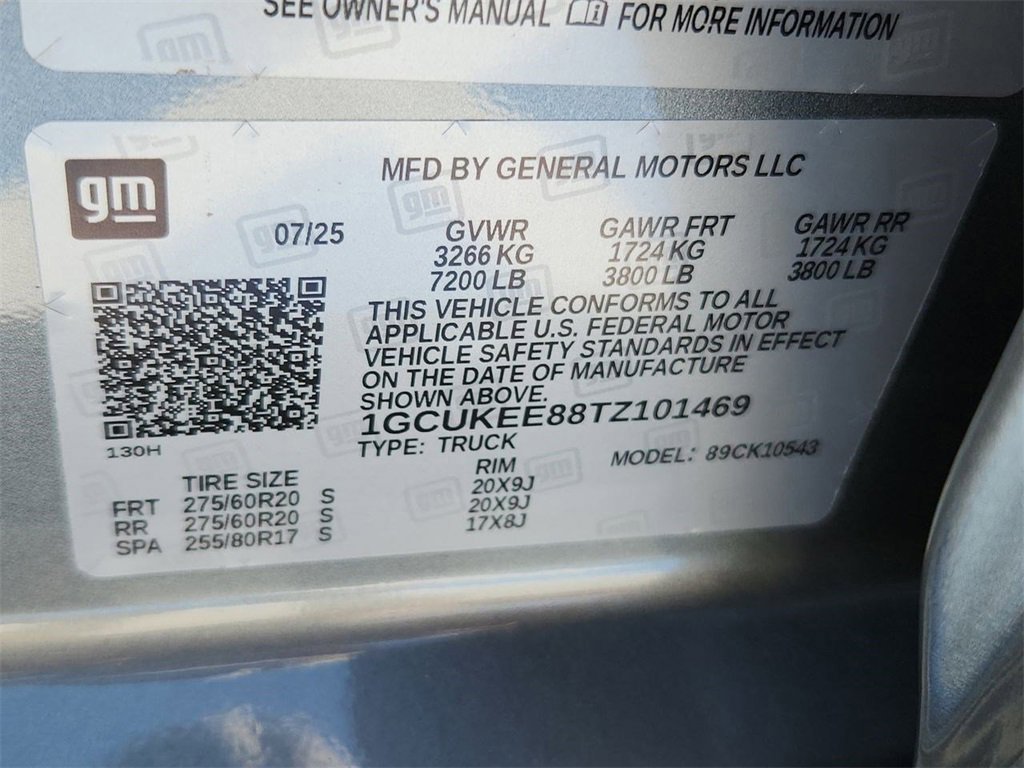 SEE OWNER'S MANUAL FOR MORE INFORMATION
gm
MFD BY GENERAL MOTORS LLC
07/25
GVWR GAWR FRT GAWR RR
3266 KG 1724 KG 1724 KG
7200 LB 3800 LB 3800 LB
THIS VEHICLE CONFORMS TO ALL
APPLICABLE U.S. FEDERAL MOTOR
VEHICLE SAFETY STANDARDS IN EFFECT
ON THE DATE OF MANUFACTURE
SHOWN ABOVE.
1GCUKEE88TZ101469
TYPE: TRUCK MODEL: 89CK10543
130H
TIRE SIZE RIM
FRT 275/60R20 S 20X9J
RR 275/60R20 S 20X9J
SPA 255/80R17 S 17X8J